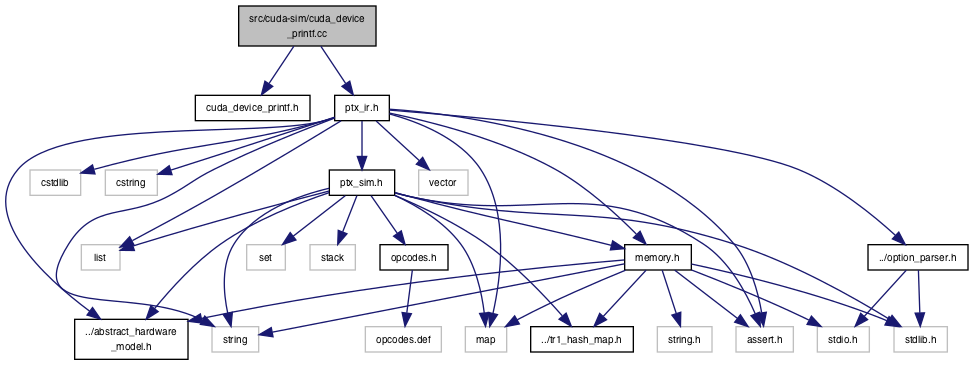 src/cuda-sim/cuda_device
_printf.cc
cuda_device_printf.h
ptx_ir.h
cstdlib
cstring
ptx_sim.h
vector
list
set
stack
opcodes.h
memory.h
../option_parser.h
../abstract_hardware
_model.h
string
opcodes.def
map
../tr1_hash_map.h
string.h
assert.h
stdio.h
stdlib.h